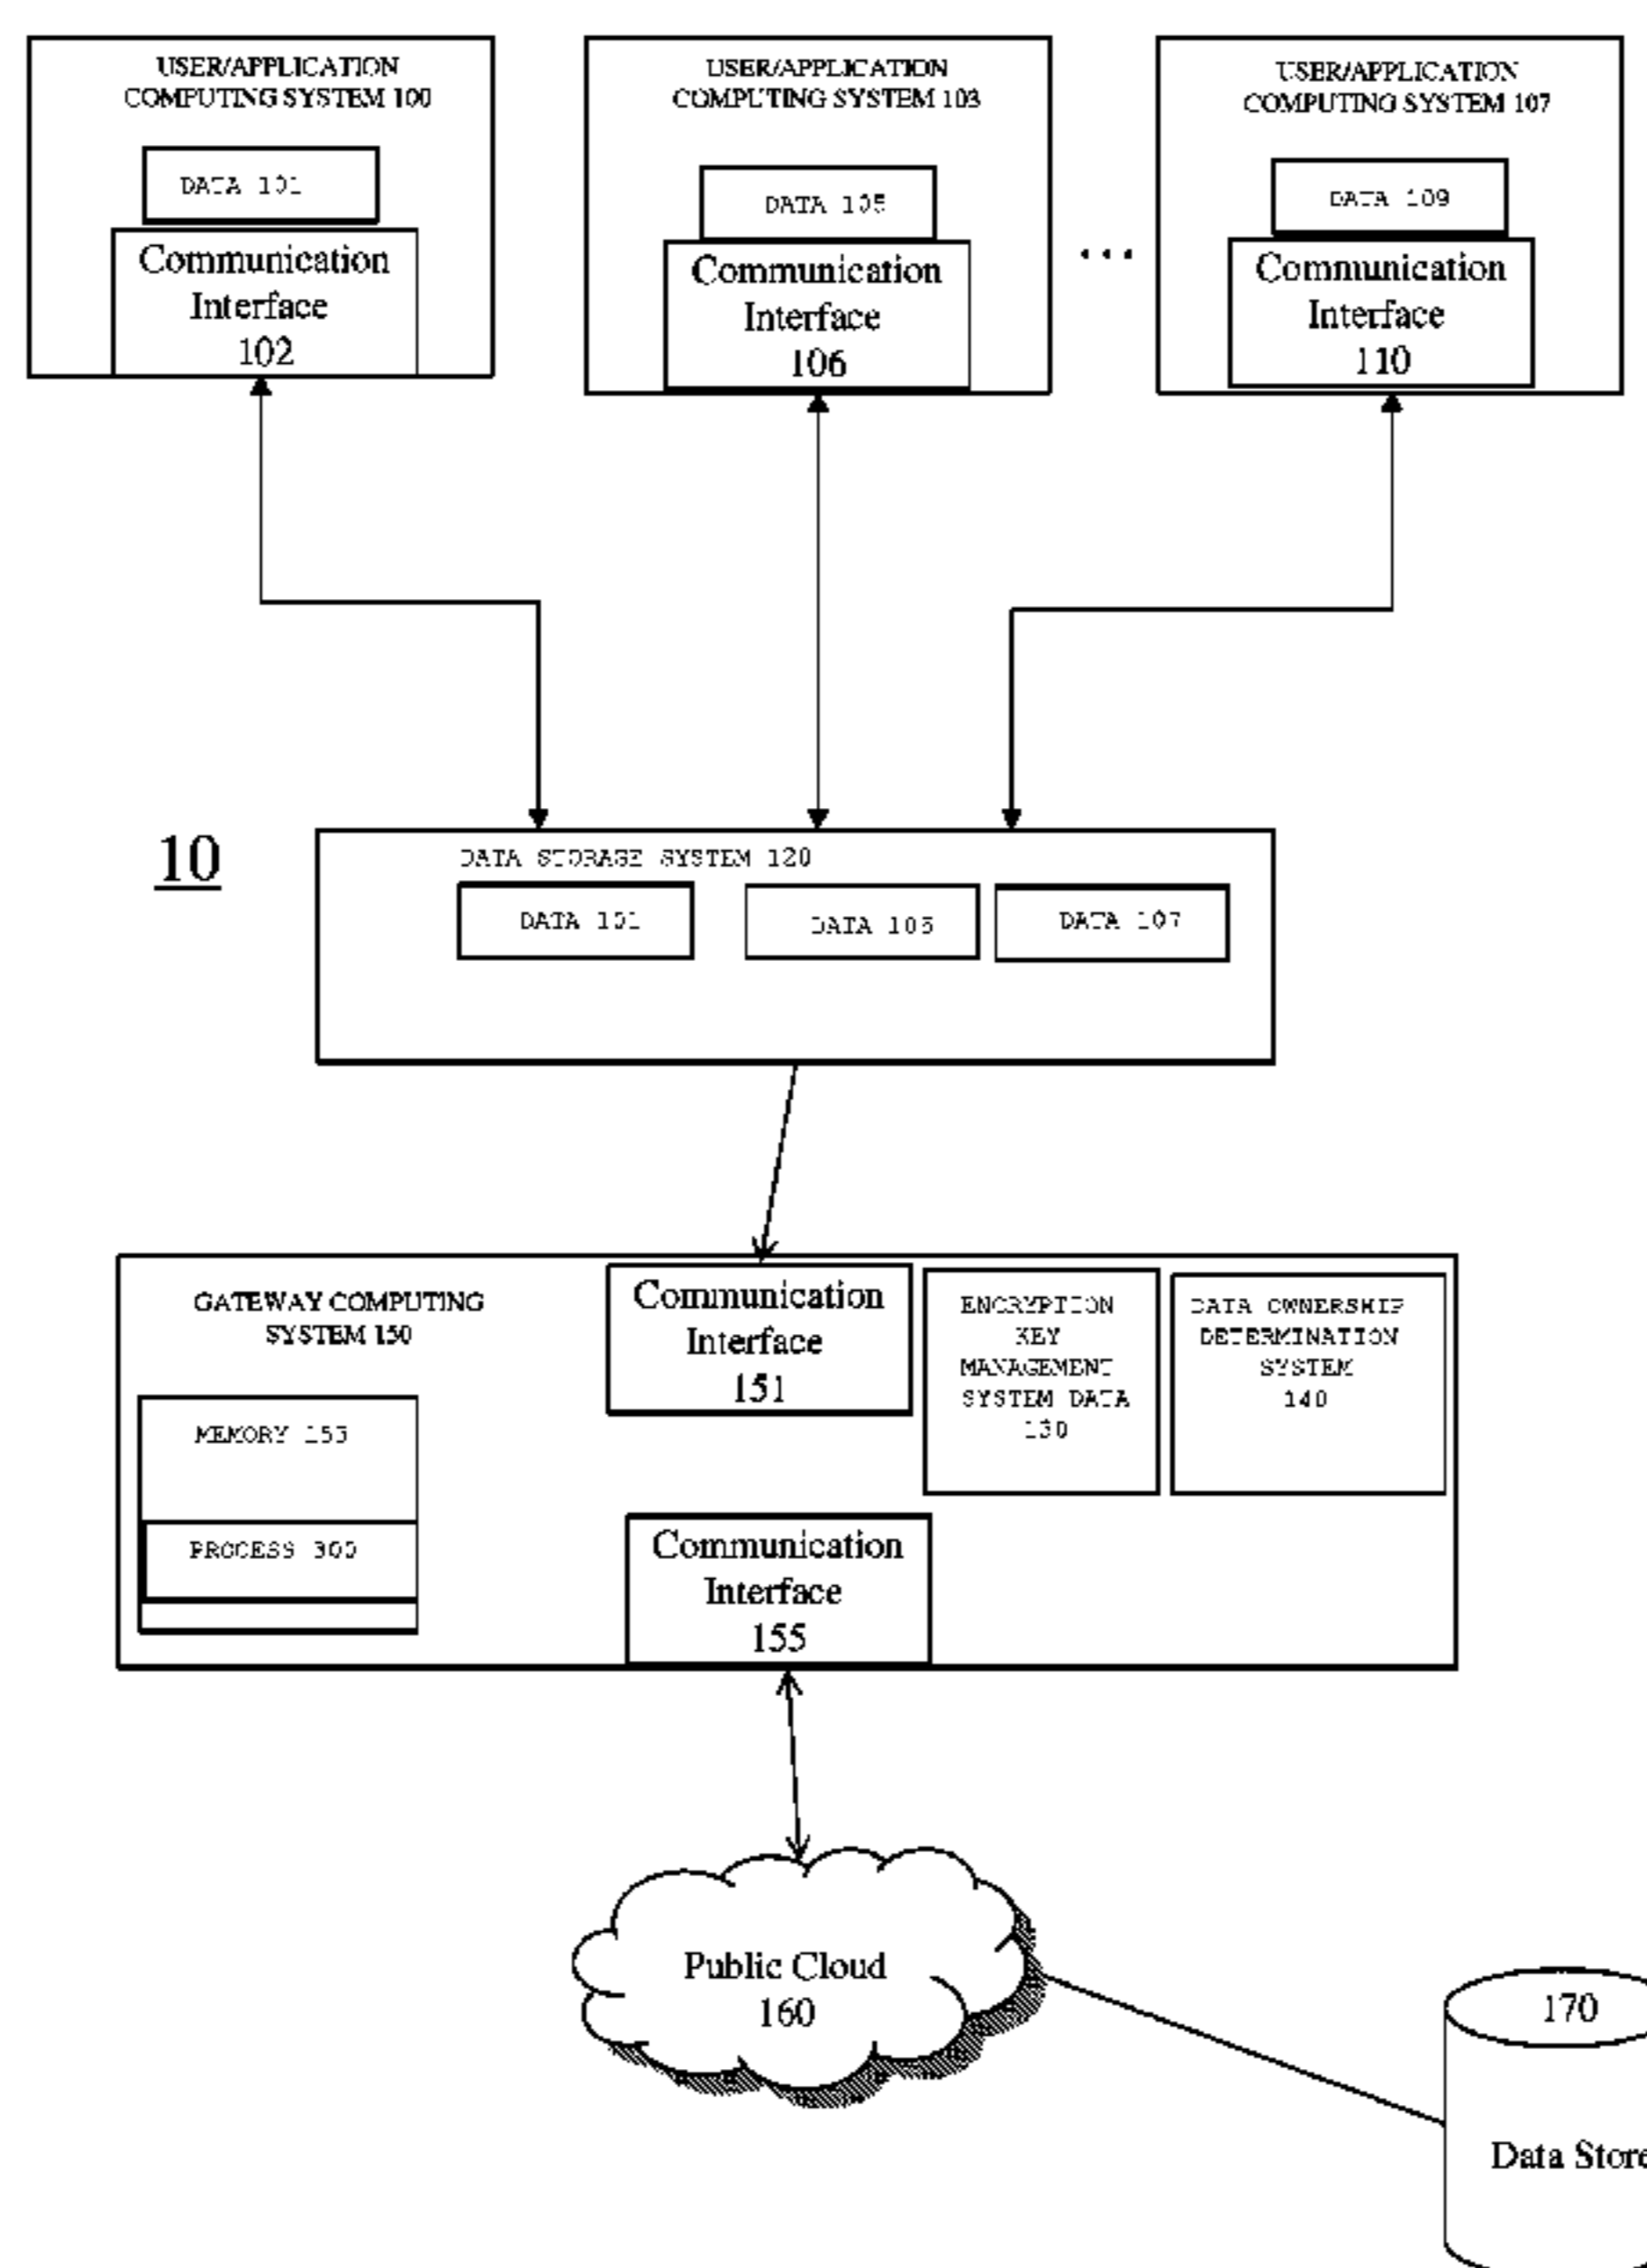 USER/APPLICATION
COMPUTING SYSTEM 100
DATA 101
Communication
Interface
102
USER/APPLICATION
COMPUTING SYSTEM 103
DATA 105
Communication
Interface
106
...
USER/APPLICATION
COMPUTING SYSTEM 107
DATA 109
Communication
Interface
110
10
DATA STORAGE SYSTEM 120
DATA 101
DATA 105
DATA 107
GATEWAY COMPUTING
SYSTEM 150
MEMORY 153
PROCESS 300
Communication
Interface
151
ENCRYPTION
KEY
MANAGEMENT
SYSTEM DATA
130
DATA OWNERSHIP
DETERMINATION
SYSTEM
140
Communication
Interface
155
Public Cloud
160
170
Data Store